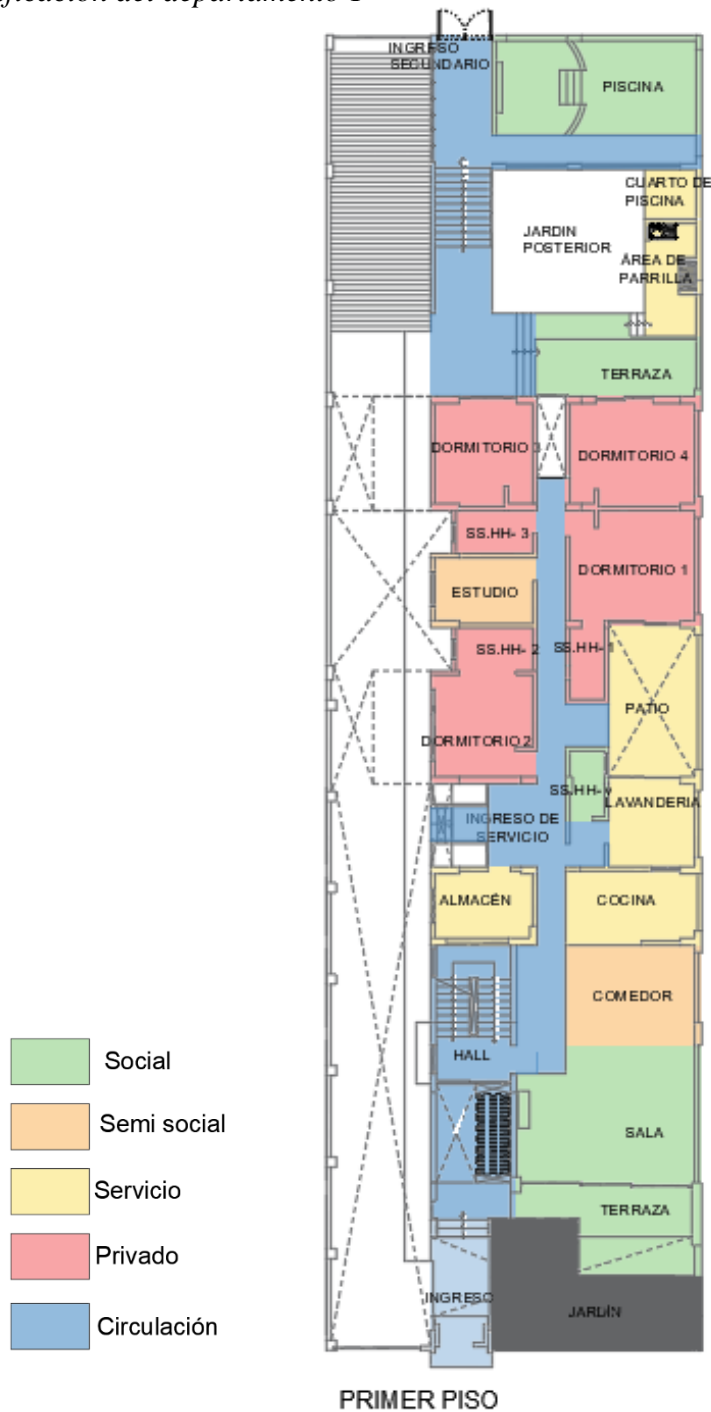 ificación del departamento
INGRESO
SECUNDARIO
PISCINA
CUARTO DE
PISCINA
JARDIN
POSTERIOR
ÁREA DE
PARRILLA
TERRAZA
DORMITORIO 3
DORMITORIO 4
SS.HH- 3
DORMITORIO 1
ESTUDIO
SS.HH- 2
SS.HH-1
PATIO
DORMITORIO 2
SS.HH-v
LAVANDERIA
INGRESO DE
SERVICIO
ALMACÉN
COCINA
COMEDOR
HALL
Social
Semi social
SALA
Servicio
TERRAZA
Privado
INGRESO
JARDÍN
Circulación
PRIMER PISO